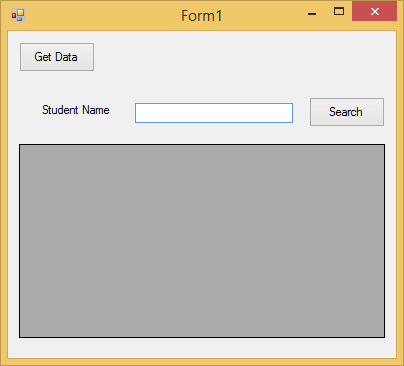 Form1
Get Data
Student Name
Search